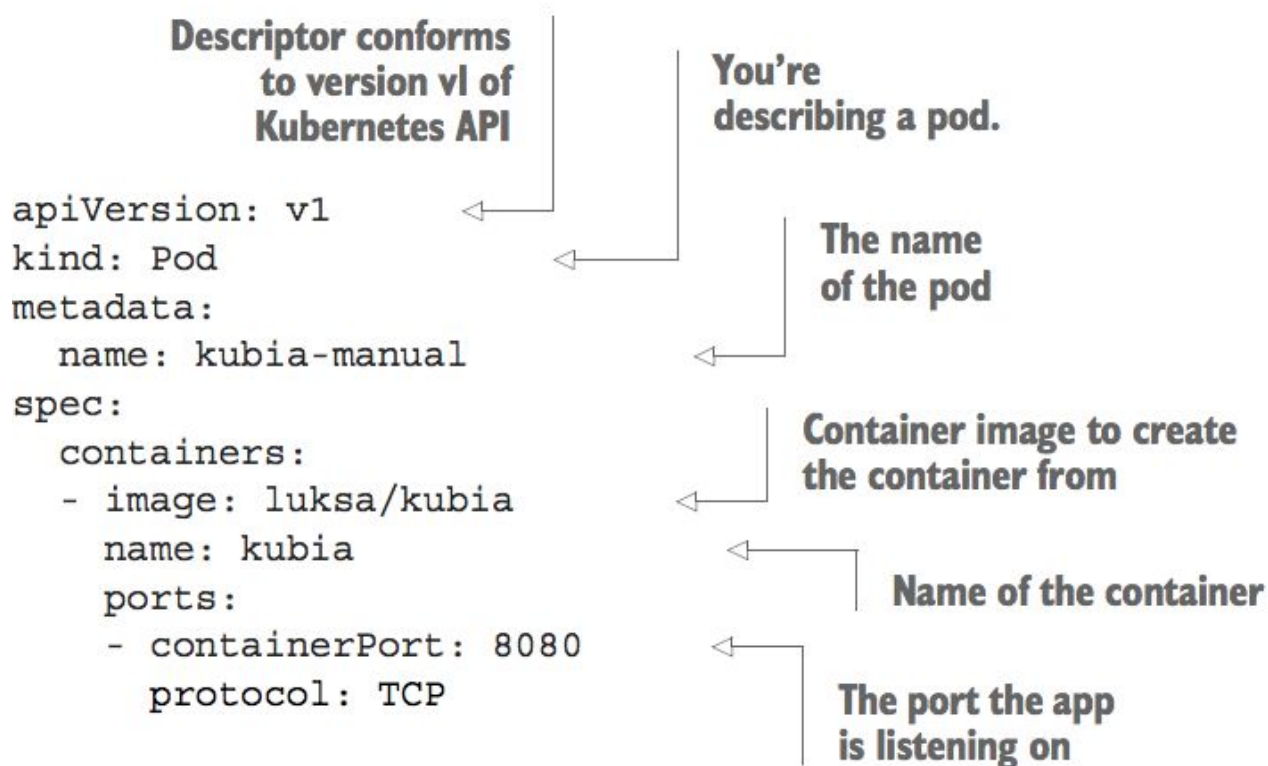 Descriptor conforms
to version v1 of
Kubernetes API
You're
describing a pod.
apiVersion: v1
kind: Pod
The name
of the pod
metadata:
name: kubia-manual
spec:
Container image to create
the container from
containers:
- image: luksa/kubia
name: kubia
Name of the container
ports:
- containerPort: 8080
protocol: TCP
The port the app
is listening on